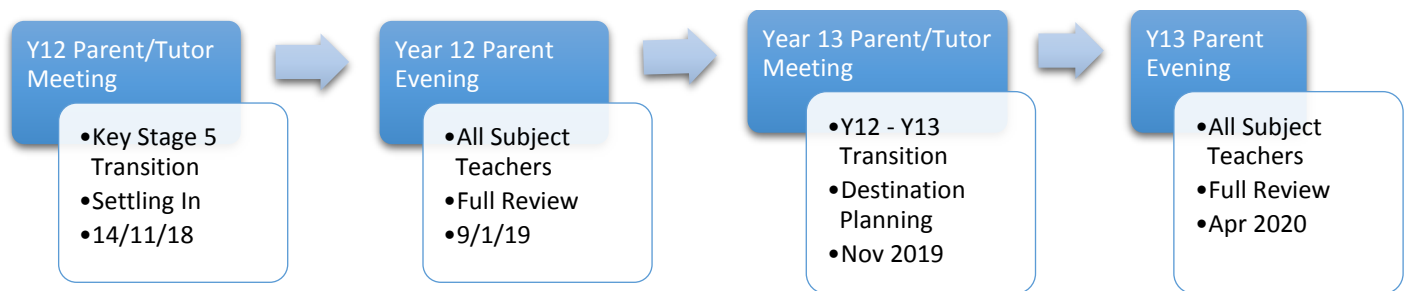 Y12 Parent/Tutor
Meeting
•Key Stage 5
Transition
•Settling In
•14/11/18
Year 12 Parent
Evening
•All Subject
Teachers
•Full Review
•9/1/19
Year 13 Parent/Tutor
Meeting
•Y12 - Y13
Transition
•Destination
Planning
•Nov 2019
Y13 Parent
Evening
•All Subject
Teachers
•Full Review
•Apr 2020